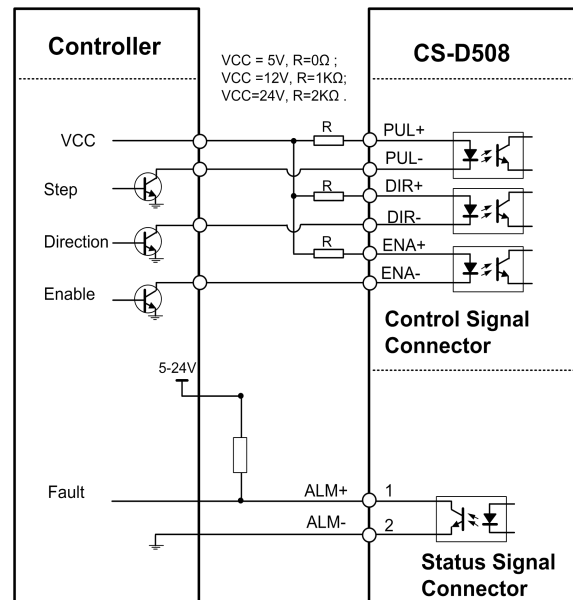 Controller
CS-D508
VCC = 5V, R=0Ω ;
VCC =12V, R=1KΩ;
VCC=24V, R=2KΩ .
VCC
R
PUL+
PUL-
Step
R
DIR+
DIR-
Direction
R
ENA+
ENA-
Enable
Control Signal
Connector
5-24V
Fault
ALM+
1
ALM-
2
Status Signal
Connector